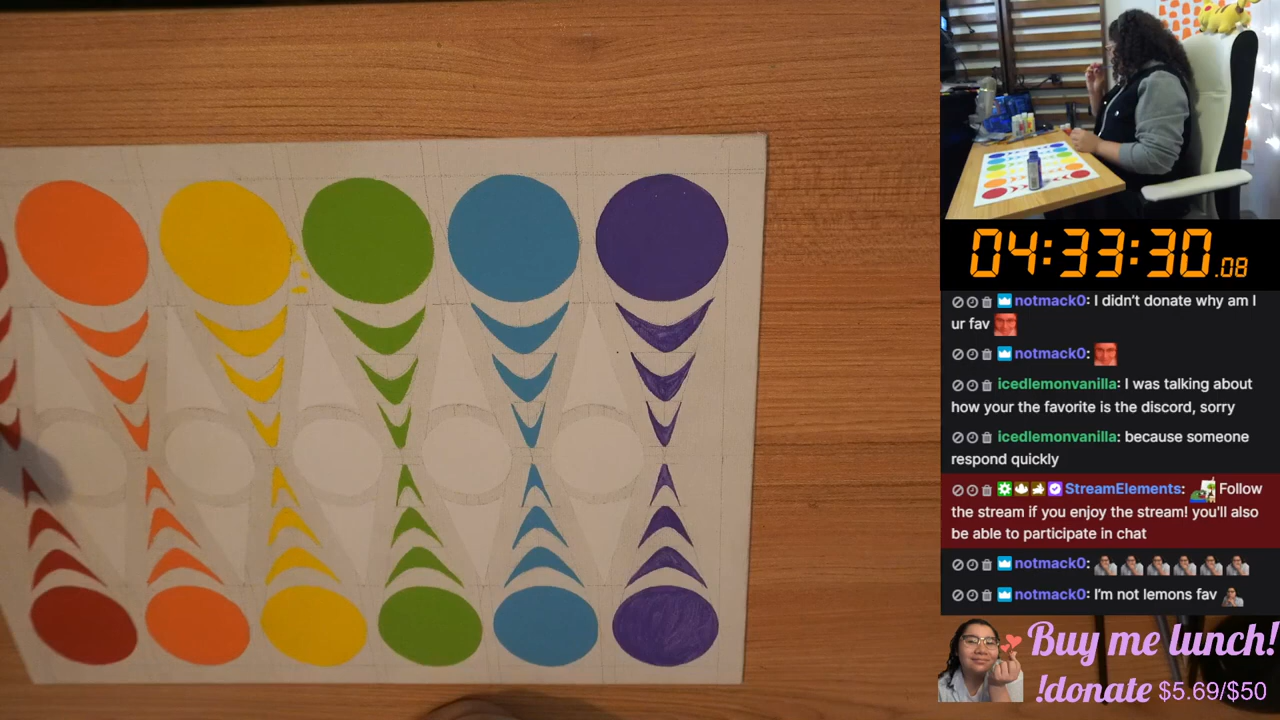 04:33:30.08
notmack0: I didn't donate why am I
ur fav
notmack0:
icedlemonvanilla: I was talking about
how your the favorite is the discord, sorry
icedlemonvanilla: because someone
respond quickly
StreamElements: Follow
the stream if you enjoy the stream! you'll also
be able to participate in chat
notmack0:
notmack0: I'm not lemons fav
Buy me lunch!
!donate $5.69/$50